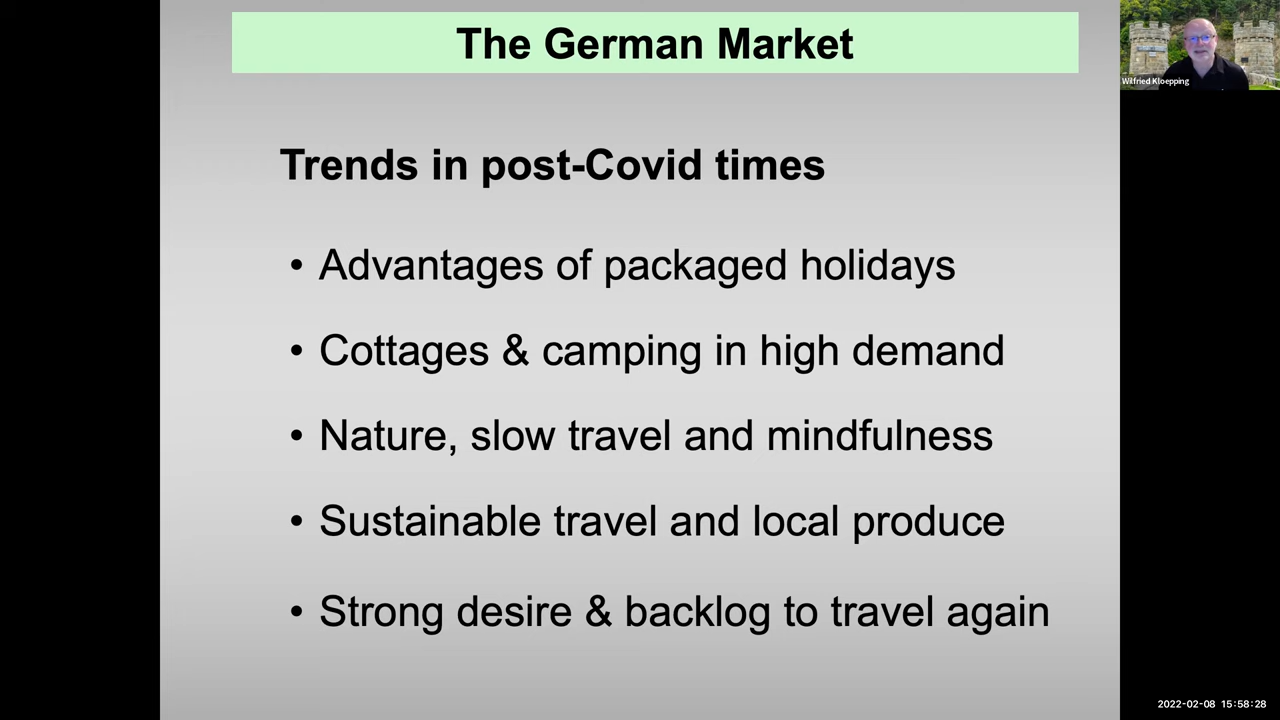 The German Market
Trends in post-Covid times
• Advantages of packaged holidays
• Cottages & camping in high demand
• Nature, slow travel and mindfulness
• Sustainable travel and local produce
• Strong desire & backlog to travel again
Wilfried Kloepping
2022-02-08 15:58:28